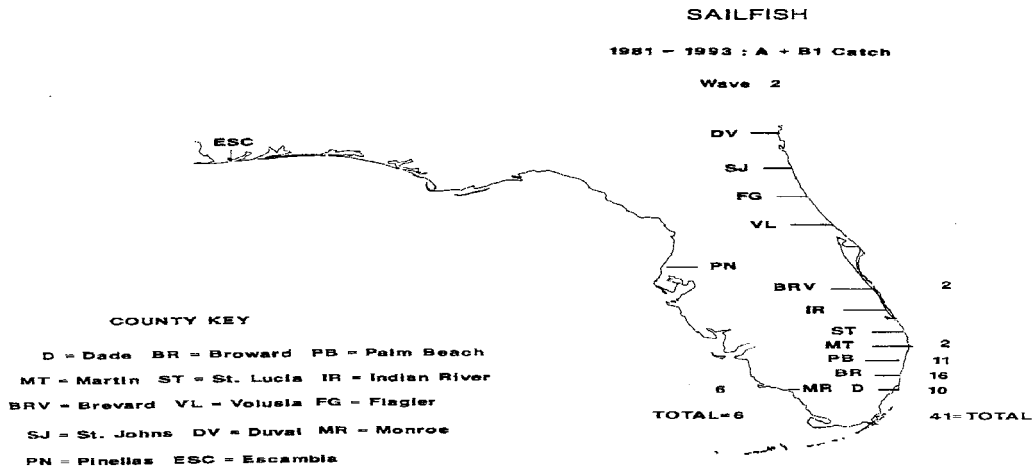 SAILFISH
1981 - 1993 : A + B1 Catch
Wave 2
DV
ESC
SJ
FG
VL
PN
BRV 2
IR
ST
MT 2
PB 11
BR 16
6 MR D 10
TOTAL=6 41=TOTAL
COUNTY KEY
D = Dade BR = Broward PB = Palm Beach
MT = Martin ST = St. Lucia IR = Indian River
BRV = Brevard VL = Volusia FG = Flagler
SJ = St. Johns DV = Duval MR = Monroe
PN = Pinellas ESC = Escambia